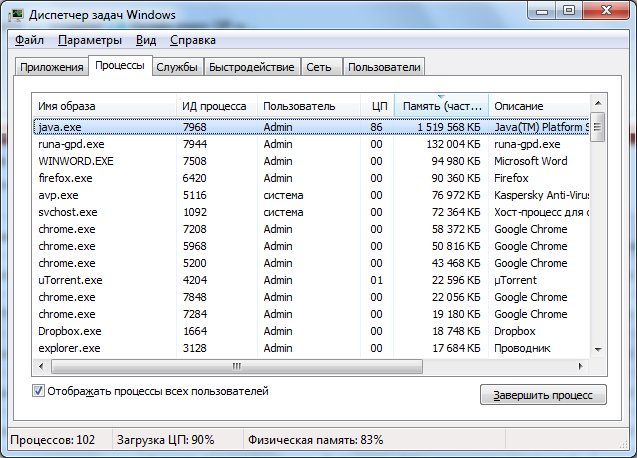 Диспетчер задач Windows
Файл Параметры Вид Справка
Приложения Процессы Службы Быстродействие Сеть Пользователи
Имя образа ИД процесса Пользователь ЦП Память (част... Описание
java.exe 7968 Admin 86 1 519 568 КБ Java(TM) Platform S
runa-gpd.exe 7944 Admin 00 132 004 КБ runa-gpd.exe
WINWORD.EXE 7508 Admin 00 94 980 КБ Microsoft Word
firefox.exe 6420 Admin 00 90 360 КБ Firefox
avp.exe 5116 система 00 76 972 КБ Kaspersky Anti-Virus
svchost.exe 1092 система 00 72 364 КБ Хост-процесс для с
chrome.exe 7208 Admin 00 58 372 КБ Google Chrome
chrome.exe 5968 Admin 00 50 816 КБ Google Chrome
chrome.exe 5200 Admin 00 43 468 КБ Google Chrome
uTorrent.exe 4204 Admin 01 22 596 КБ µTorrent
chrome.exe 7848 Admin 00 22 056 КБ Google Chrome
chrome.exe 7284 Admin 00 19 180 КБ Google Chrome
Dropbox.exe 1664 Admin 00 18 748 КБ Dropbox
explorer.exe 3128 Admin 00 17 684 КБ Проводник
Отображать процессы всех пользователей
Завершить процесс
Процессов: 102 Загрузка ЦП: 90% Физическая память: 83%